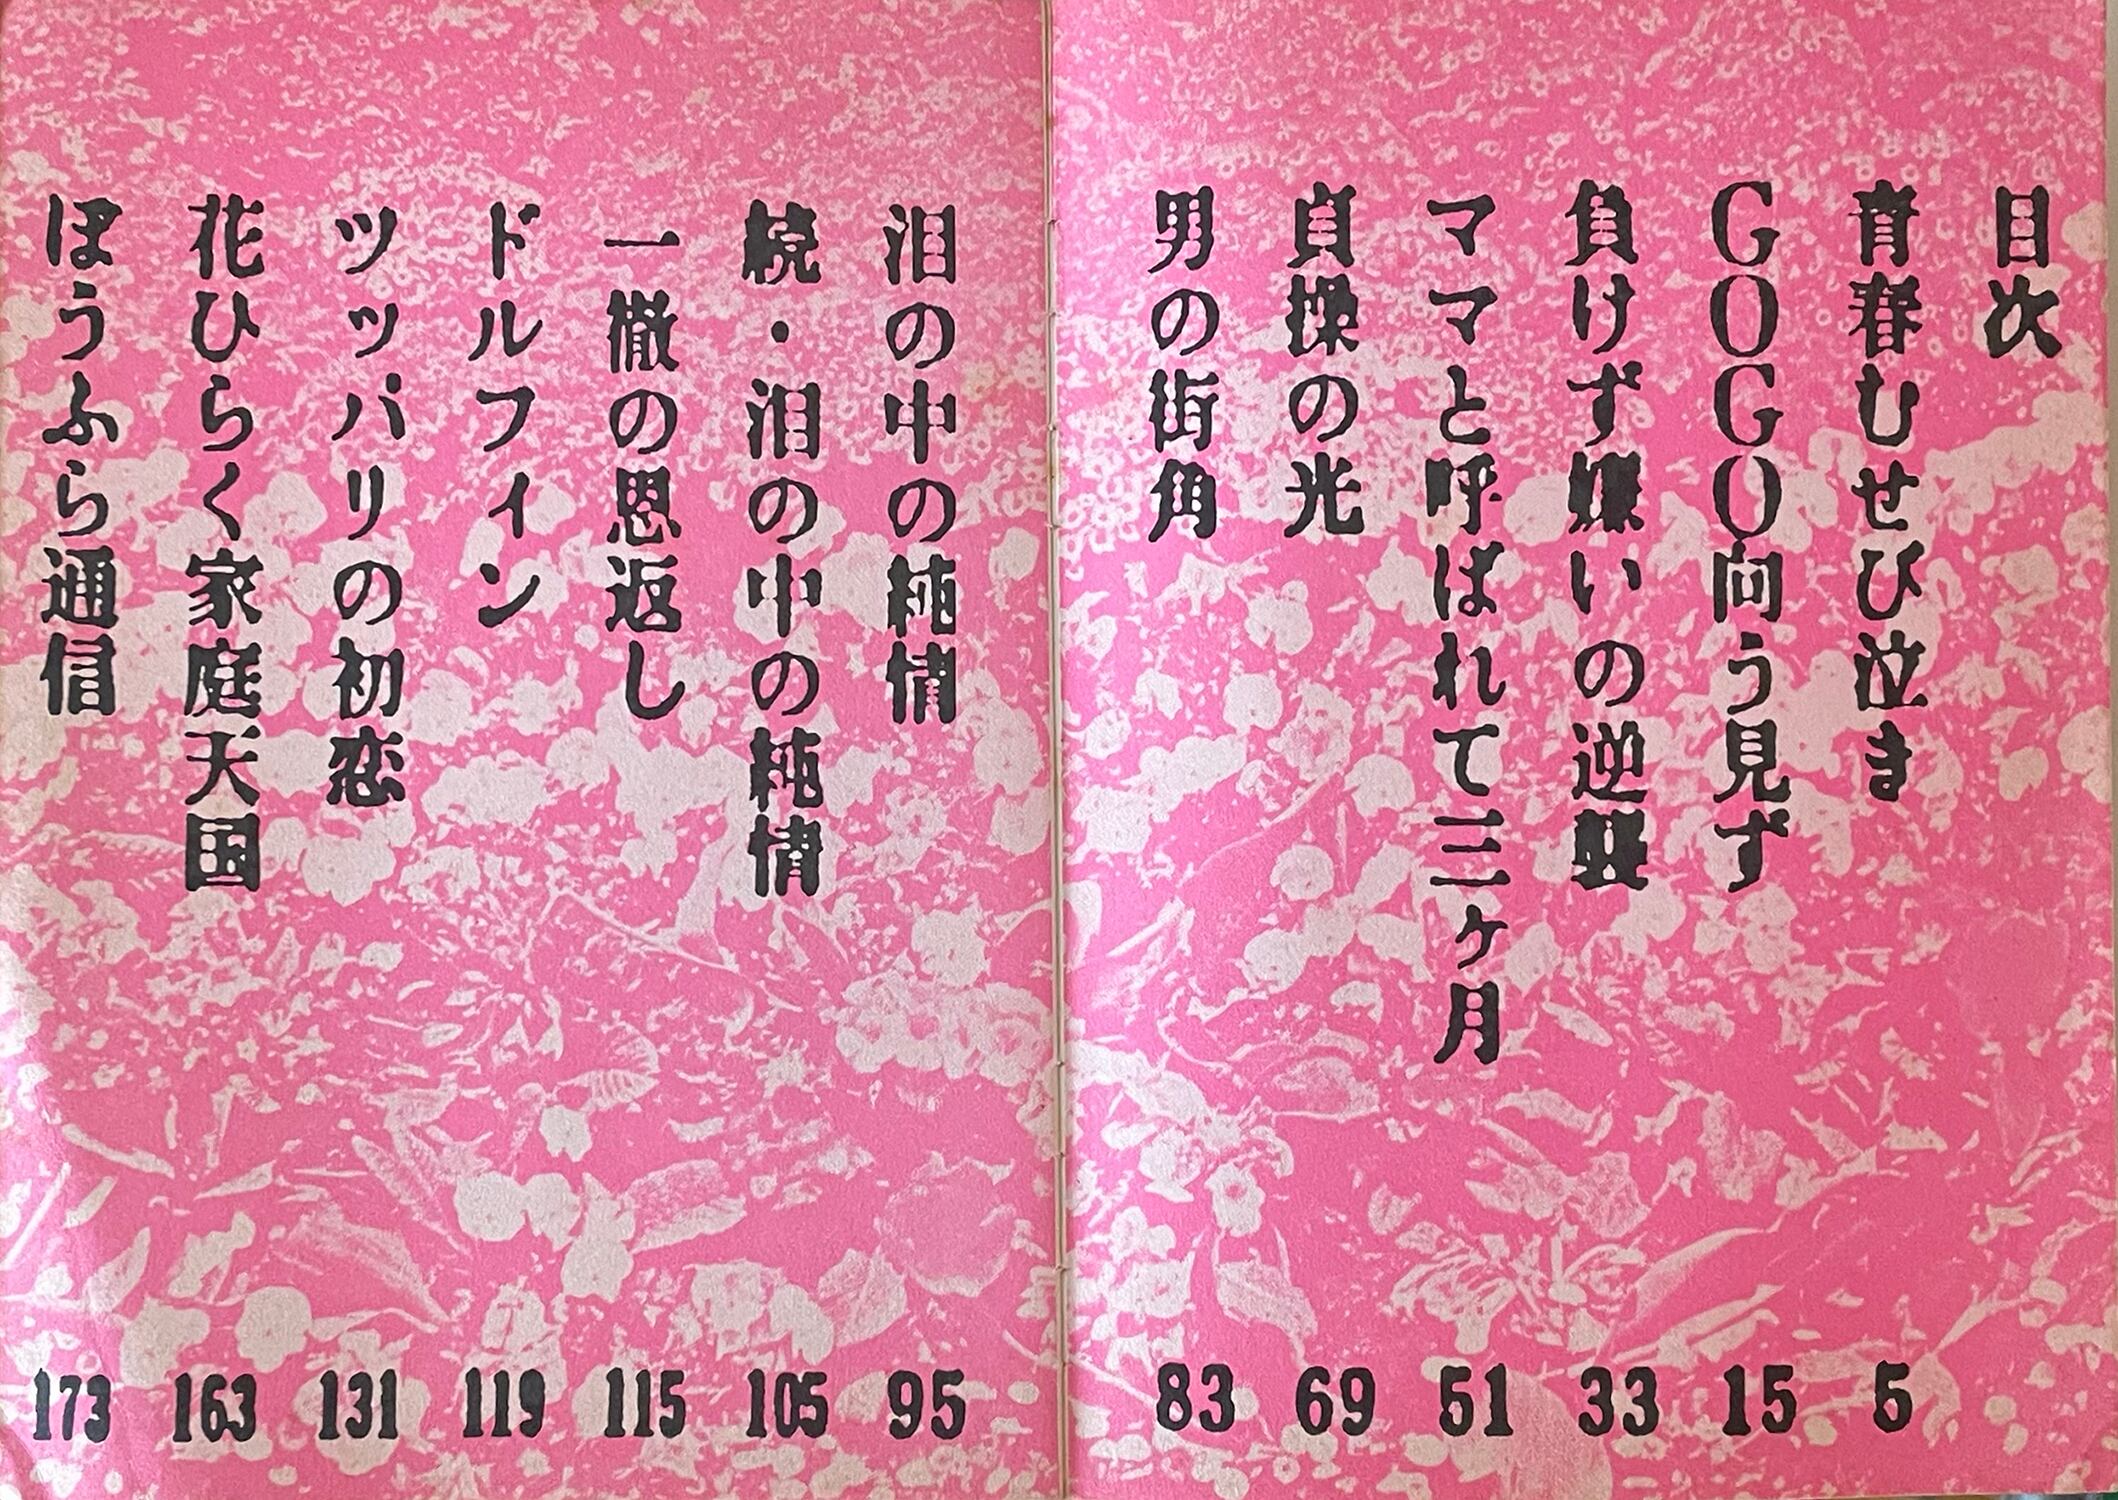 目次
青春むせび泣き 5
GOGO向う見ず 15
負けず嫌いの逆襲 33
ママと呼ばれて三ヶ月 51
貞操の光 69
男の街角 83
泪の中の純情 95
続・泪の中の純情 105
一徹の恩返し 115
ドルフィン 119
ツッパリの初恋 131
花ひらく家庭天国 163
ぼうふら通信 173